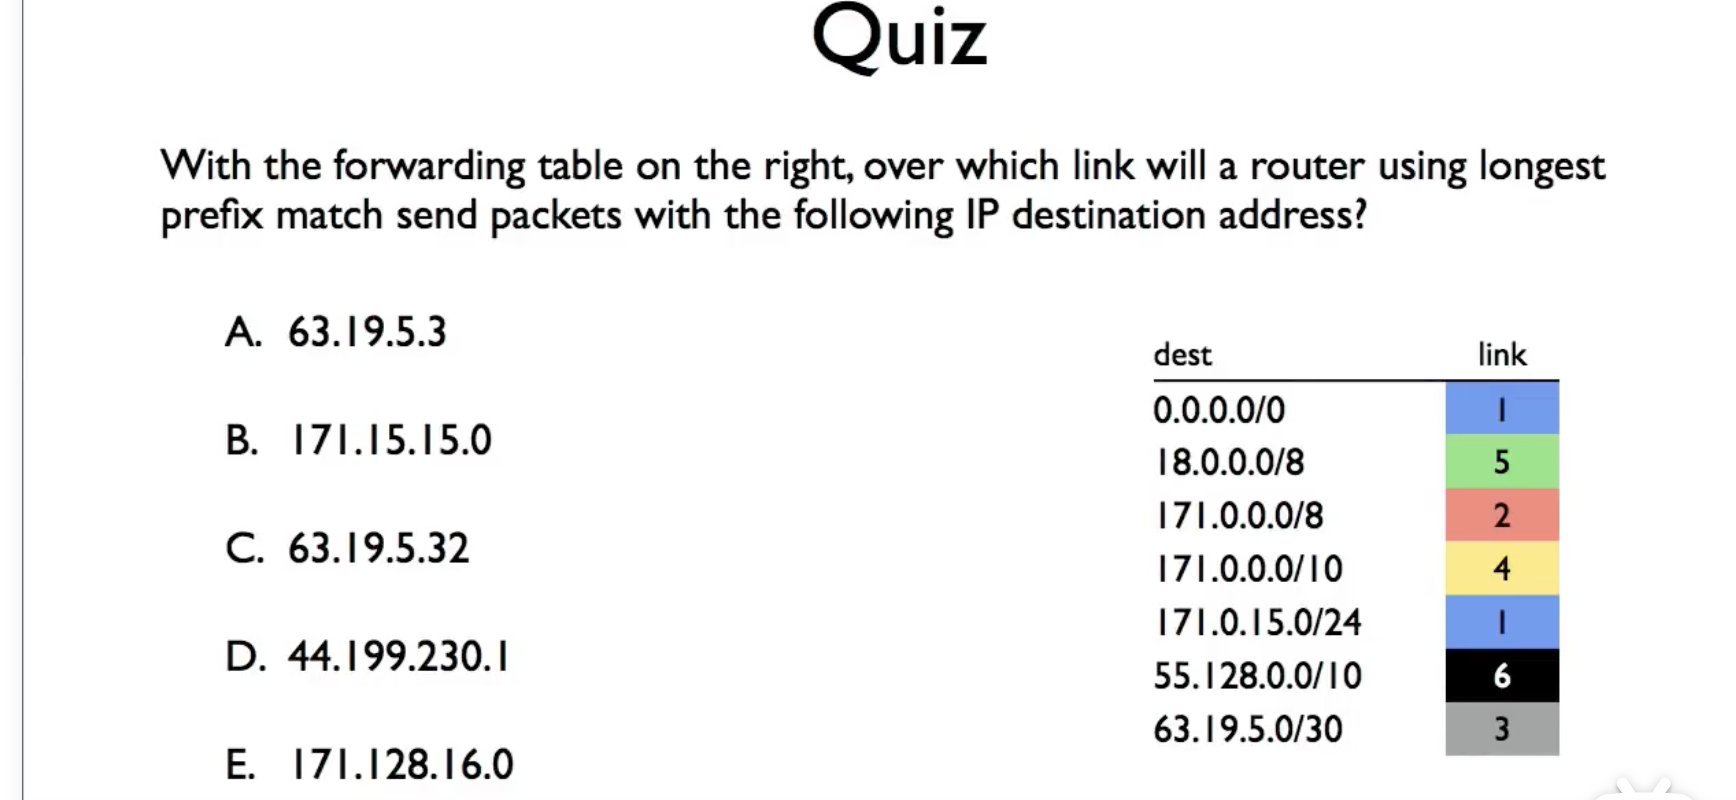 Quiz
With the forwarding table on the right, over which link will a router using longest
prefix match send packets with the following IP destination address?
A. 63.19.5.3
B. 171.15.15.0
C. 63.19.5.32
D. 44.199.230.1
E. 171.128.16.0
dest link
0.0.0.0/0 1
18.0.0.0/8 5
171.0.0.0/8 2
171.0.0.0/10 4
171.0.15.0/24 1
55.128.0.0/10 6
63.19.5.0/30 3